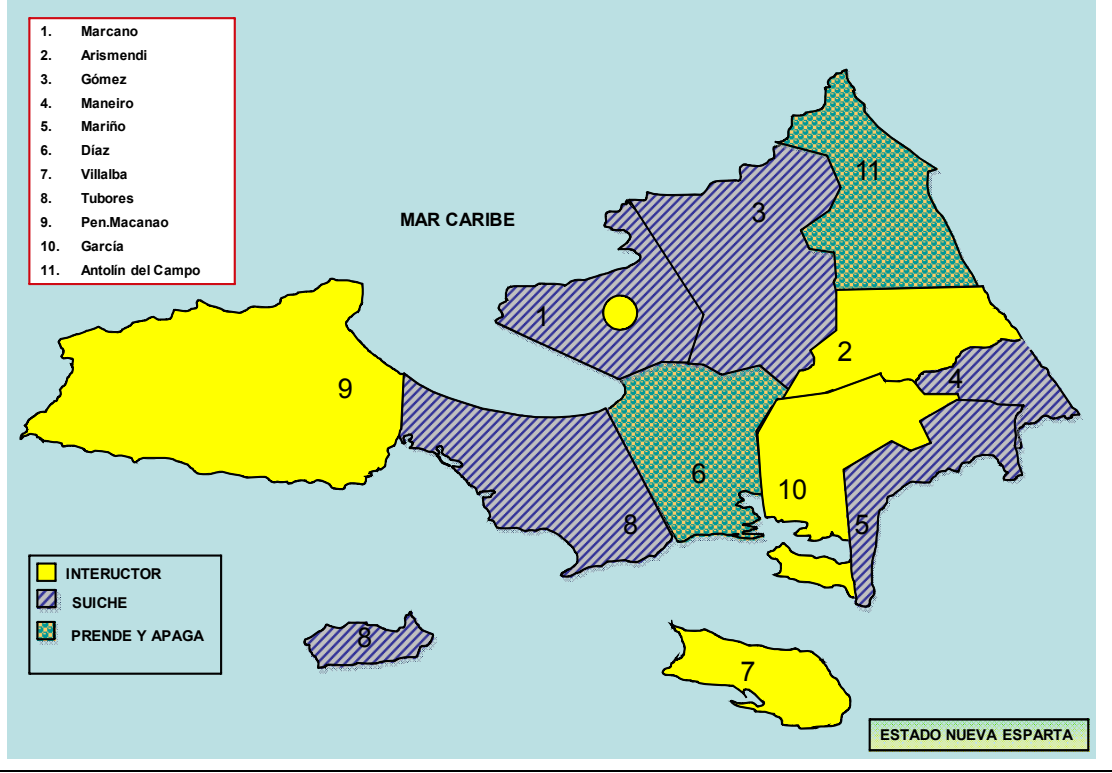 1. Marcano
2. Arismendi
3. Gómez
4. Maneiro
5. Mariño
6. Díaz
7. Villalba
8. Tubores
9. Pen.Macanao
10. García
11. Antolín del Campo
MAR CARIBE
11
3
1
2
4
9
6
10
8
5
8
7
INTERUCTOR
SUICHE
PRENDE Y APAGA
ESTADO NUEVA ESPARTA